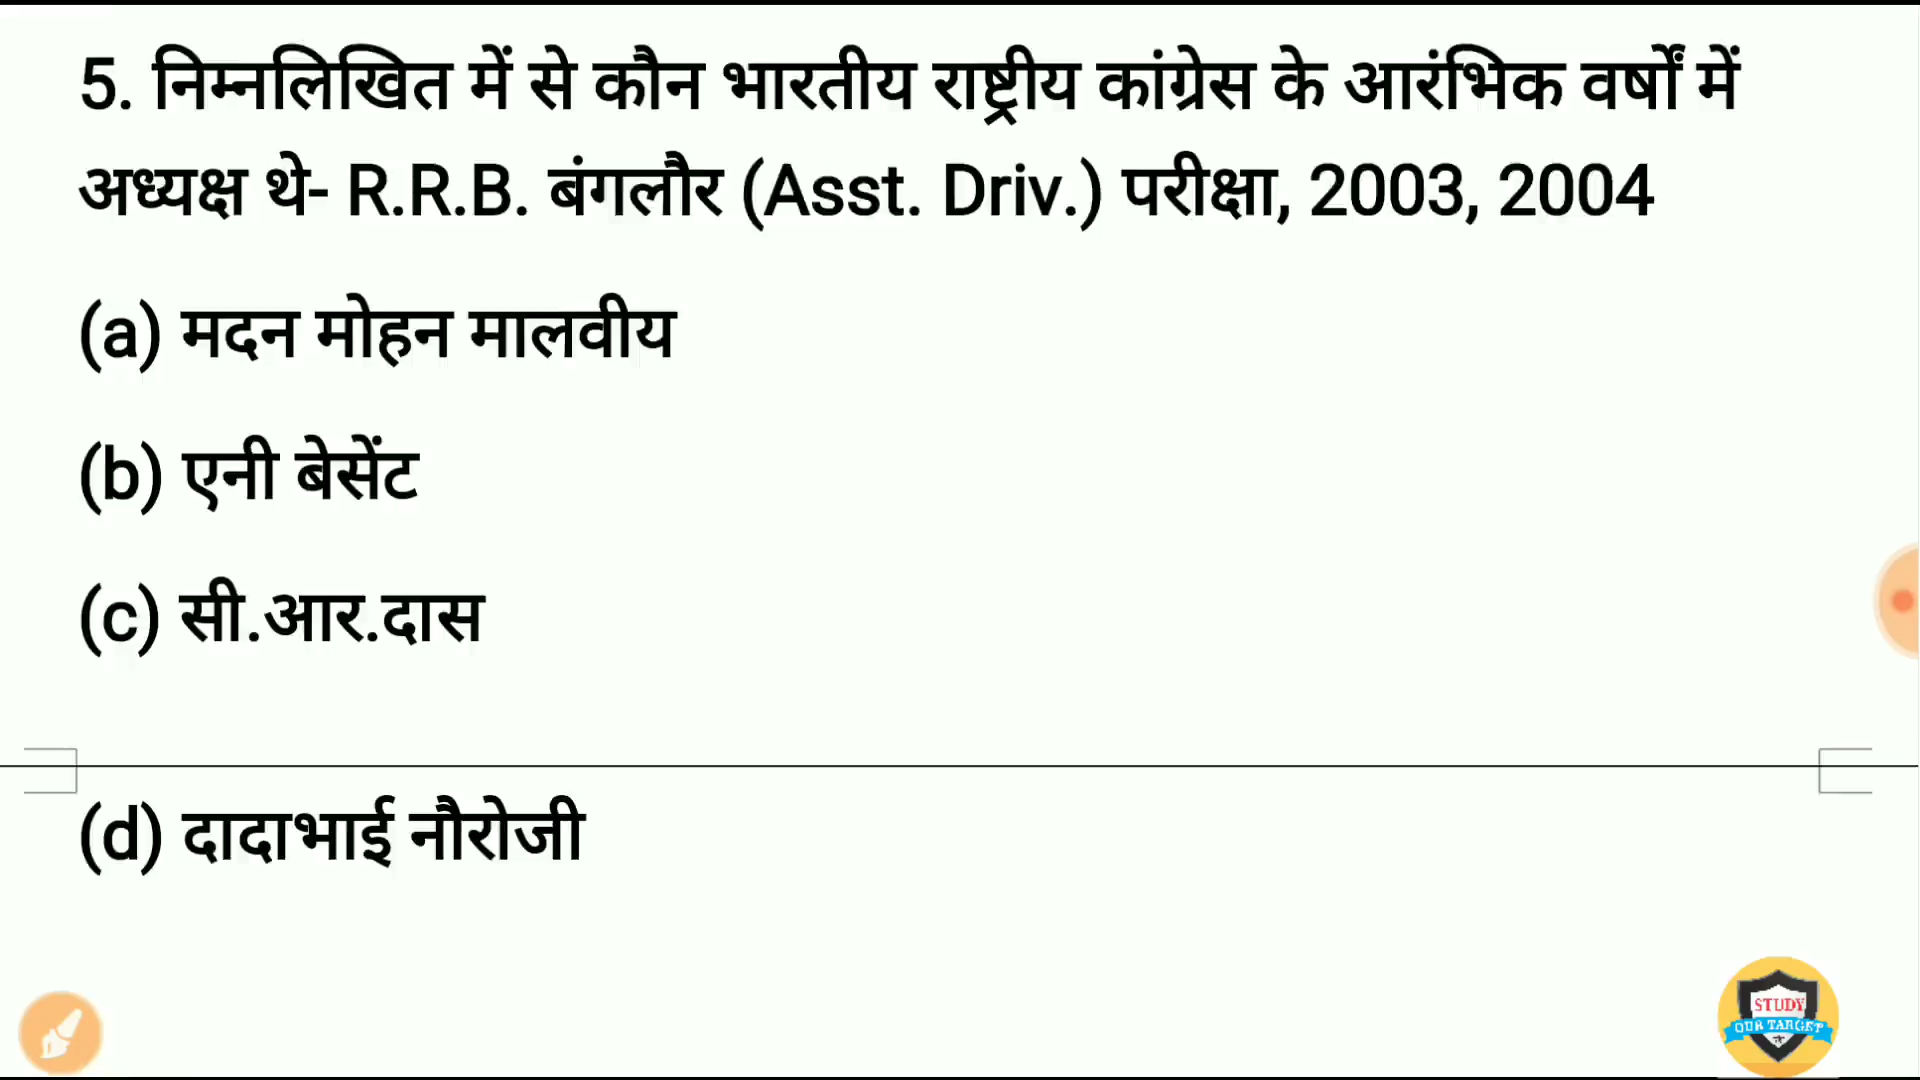 5. निम्नलिखित में से कौन भारतीय राष्ट्रीय कांग्रेस के आरंभिक वर्षों में
अध्यक्ष थे- R.R.B. बंगलौर (Asst. Driv.) परीक्षा, 2003, 2004
(a) मदन मोहन मालवीय
(b) एनी बेसेंट
(c) सी.आर.दास
(d) दादाभाई नौरोजी
STUDY
OUR TARGET